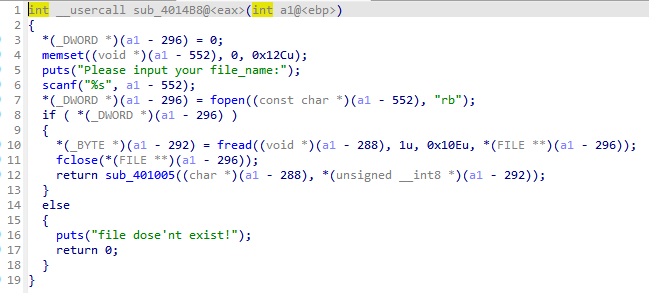 1 int __usercall sub_4014B8@<eax>(int a1@<ebp>)
2 {
3 *(_DWORD *)(a1 - 296) = 0;
4 memset((void *)(a1 - 552), 0, 0x12Cu);
5 puts("Please input your file_name:");
6 scanf("%s", a1 - 552);
7 *(_DWORD *)(a1 - 296) = fopen((const char *)(a1 - 552), "rb");
8 if ( *(_DWORD *)(a1 - 296) )
9 {
10 *(_BYTE *)(a1 - 292) = fread((void *)(a1 - 288), 1u, 0x10Eu, *(FILE **)(a1 - 296));
11 fclose(*(FILE **)(a1 - 296));
12 return sub_401005((char *)(a1 - 288), *(unsigned __int8 *)(a1 - 292));
13 }
14 else
15 {
16 puts("file dose'nt exist!");
17 return 0;
18 }
19 }